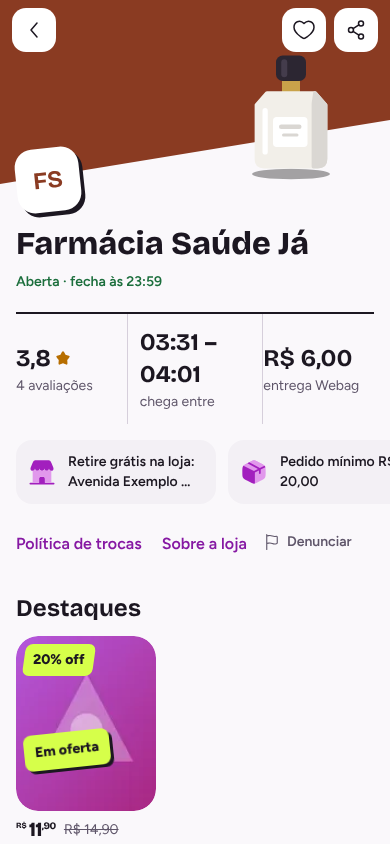 FS
Farmácia Saúde Já
Aberta · fecha às 23:59
3,8
4 avaliações
03:31 –
04:01
chega entre
R$ 6,00
entrega Webag
Retire grátis na loja:
Avenida Exemplo ...
Pedido mínimo R$
20,00
Política de trocas
Sobre a loja
Denunciar
Destaques
20% off
Em oferta
R$ 11,90 R$ 14,90